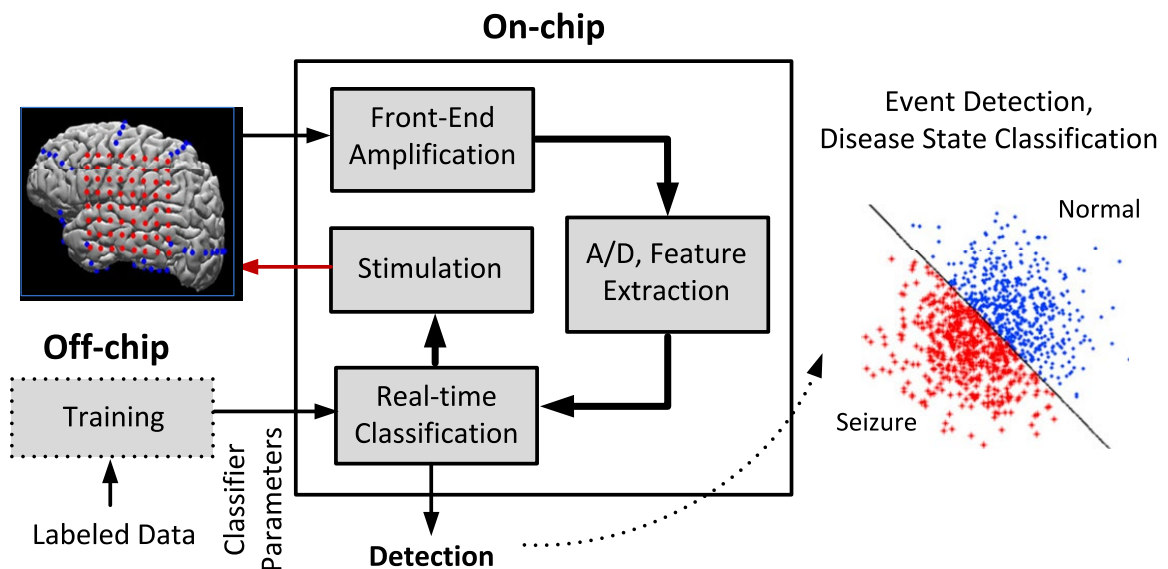 On-chip
Front-End
Amplification
A/D, Feature
Extraction
Stimulation
Real-time
Classification
Off-chip
Training
Labeled Data
Classifier
Parameters
Detection
Event Detection,
Disease State Classification
Normal
Seizure